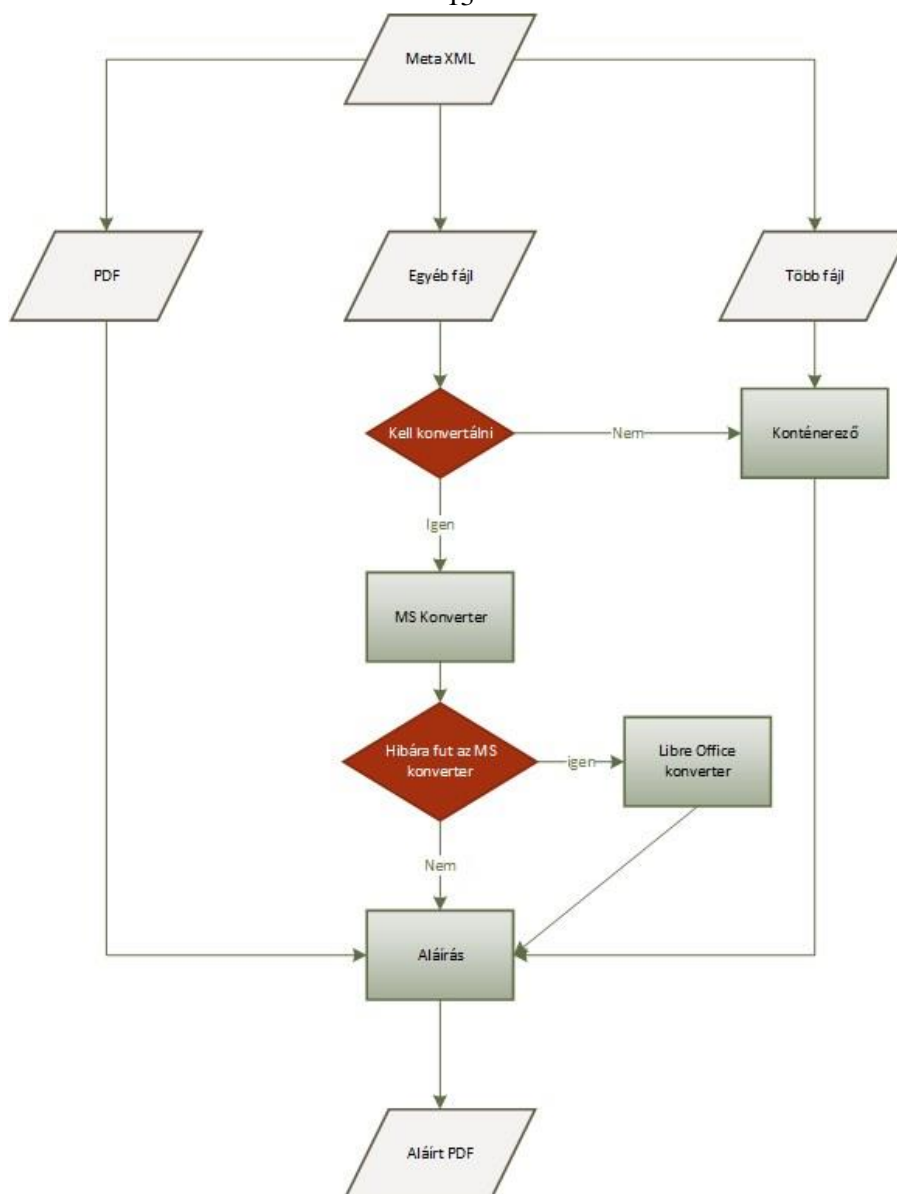 Meta XML
PDF
Egyéb fájl
Több fájl
Kell konvertálni
Nem
Konténerező
Igen
MS Konverter
Hibára fut az MS
konverter
igen
Libre Office
konverter
Nem
Aláírás
Aláírt PDF